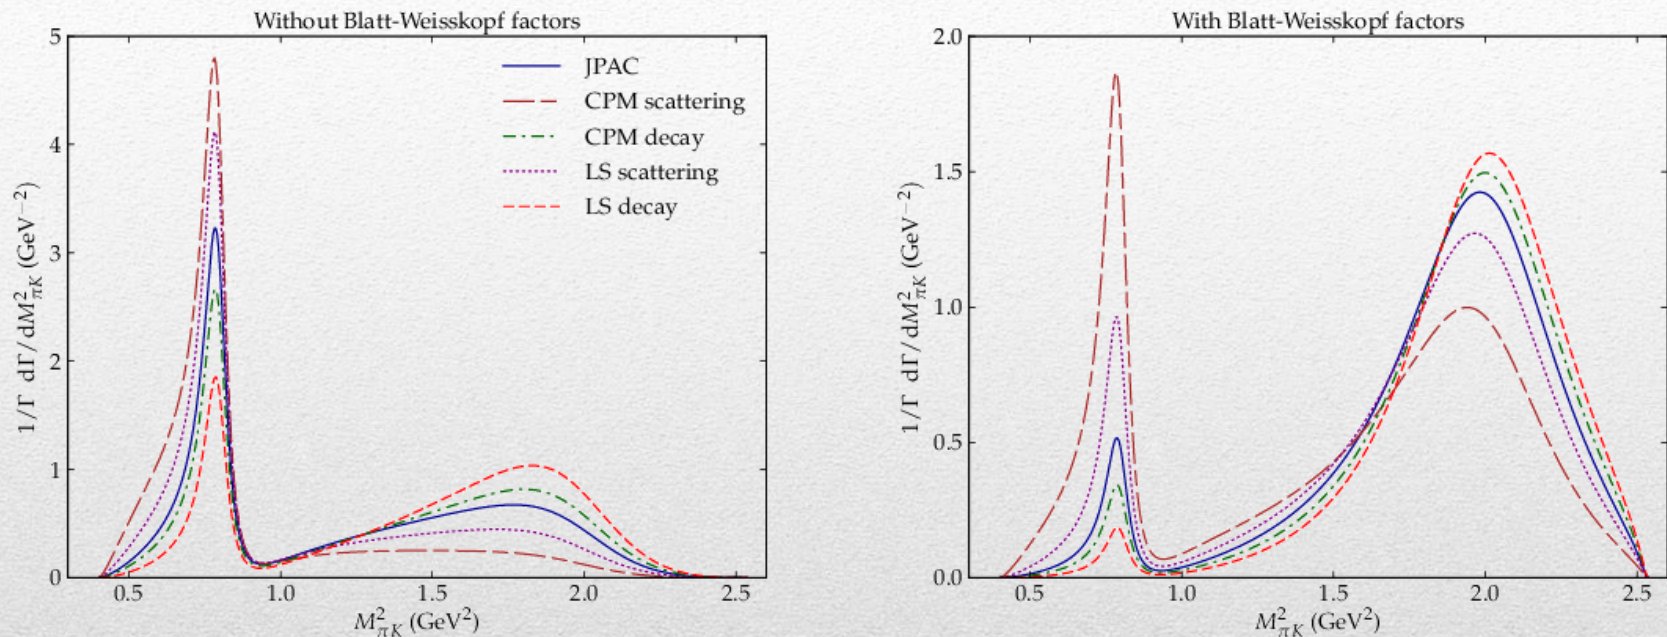 Without Blatt-Weisskopf factors
5
4
3
2
1
0
0.5 1.0 1.5 2.0 2.5
1/Γ dΓ/dM²πK (GeV⁻²)
M²πK (GeV²)
JPAC
CPM scattering
CPM decay
LS scattering
LS decay
With Blatt-Weisskopf factors
2.0
1.5
1.0
0.5
0.0
0.5 1.0 1.5 2.0 2.5
1/Γ dΓ/dM²πK (GeV⁻²)
M²πK (GeV²)